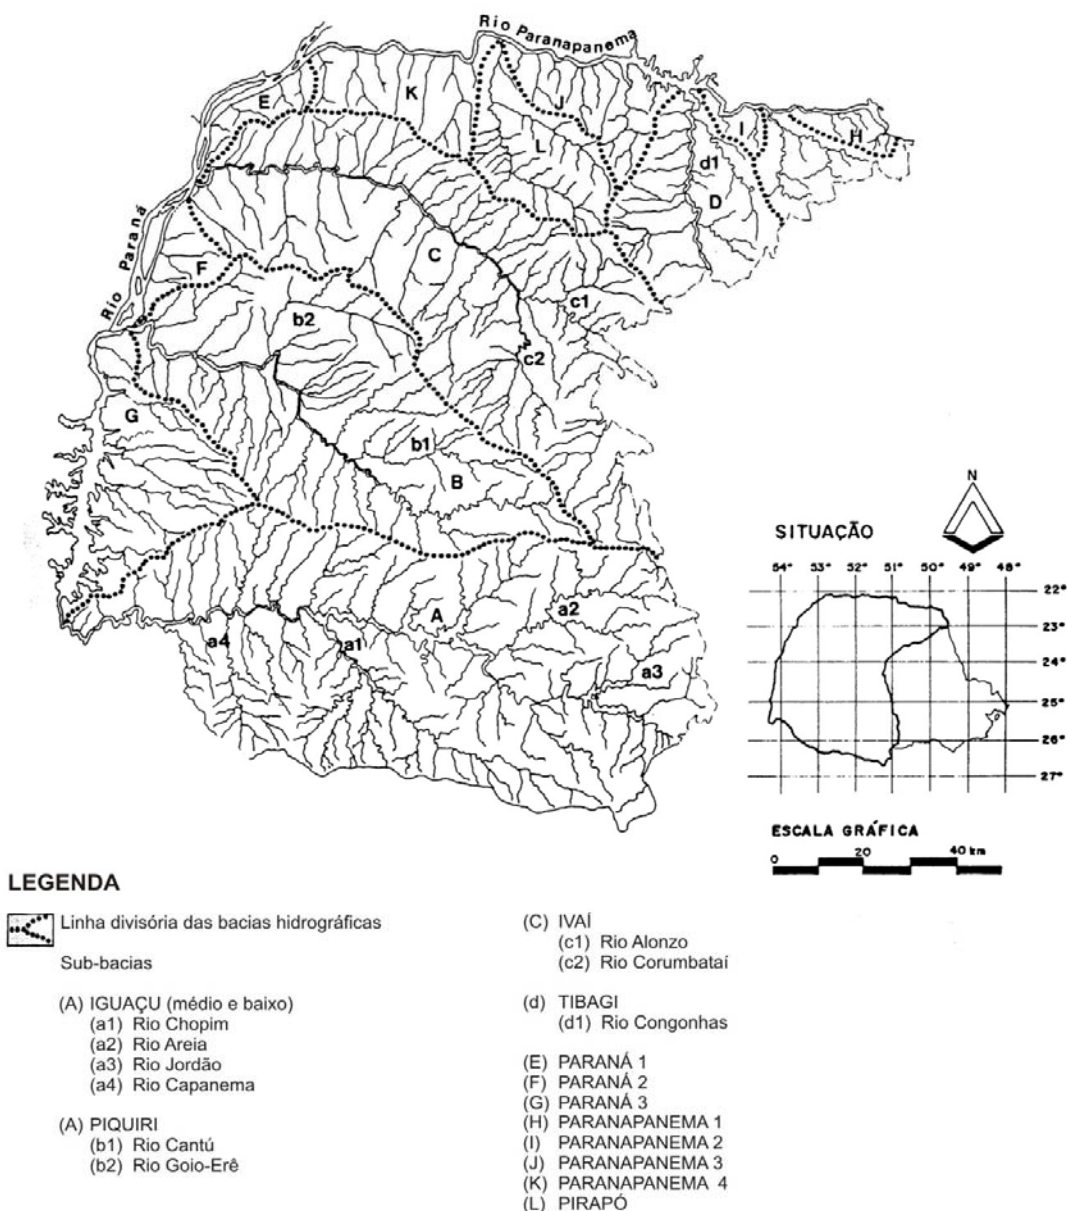 Rio Paranapanema
Rio Paraná
E
K
J
I
H
L
d1
D
C
F
c1
b2
c2
G
b1
B
A
a2
a4
a1
a3
N
SITUAÇÃO
54° 53° 52° 51° 50° 49° 48°
22°
23°
24°
25°
26°
27°
ESCALA GRÁFICA
0 20 40 km
LEGENDA
Linha divisória das bacias hidrográficas
Sub-bacias
(A) IGUAÇU (médio e baixo)
(a1) Rio Chopim
(a2) Rio Areia
(a3) Rio Jordão
(a4) Rio Capanema
(A) PIQUIRI
(b1) Rio Cantú
(b2) Rio Goio-Erê
(C) IVAÍ
(c1) Rio Alonzo
(c2) Rio Corumbataí
(d) TIBAGI
(d1) Rio Congonhas
(E) PARANÁ 1
(F) PARANÁ 2
(G) PARANÁ 3
(H) PARANAPANEMA 1
(I) PARANAPANEMA 2
(J) PARANAPANEMA 3
(K) PARANAPANEMA 4
(L) PIRAPÓ